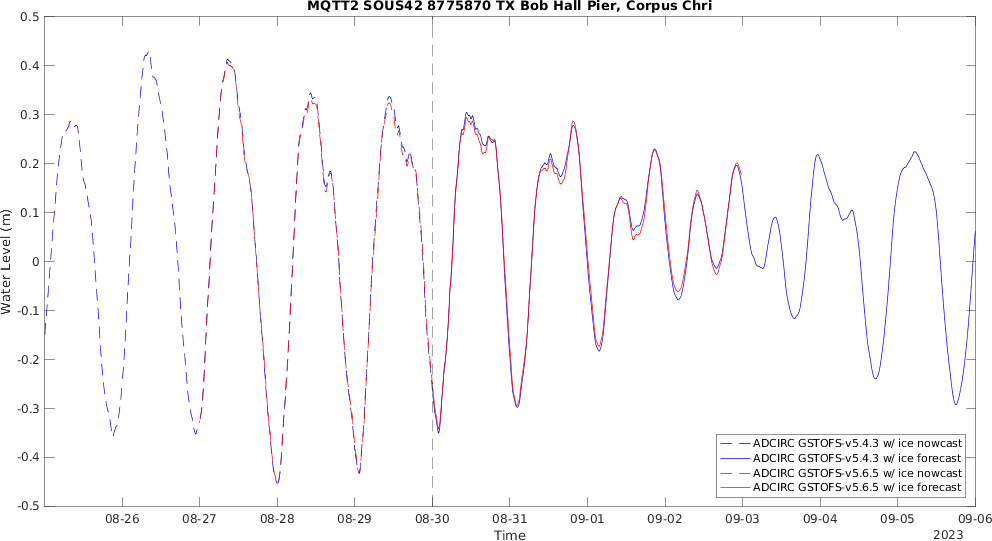 MQTT2 SOUS42 8775870 TX Bob Hall Pier, Corpus Chri
0.5
0.4
0.3
0.2
0.1
0
-0.1
-0.2
-0.3
-0.4
-0.5
Water Level (m)
ADCIRC GSTOFS-v5.4.3 w/ ice nowcast
ADCIRC GSTOFS-v5.4.3 w/ ice forecast
ADCIRC GSTOFS-v5.6.5 w/ ice nowcast
ADCIRC GSTOFS-v5.6.5 w/ ice forecast
08-26 08-27 08-28 08-29 08-30 08-31 09-01 09-02 09-03 09-04 09-05 09-06
Time
2023